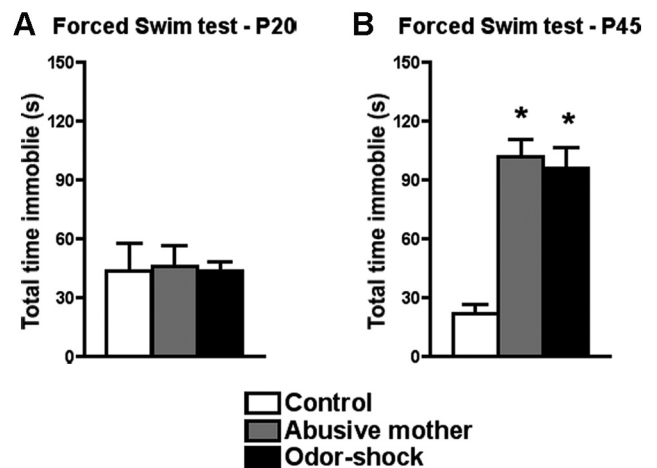 A Forced Swim test - P20
Total time immoblie (s)
150
120
90
60
30
0
B Forced Swim test - P45
Total time immoblie (s)
150
120
90
60
30
0
* *
Control
Abusive mother
Odor-shock